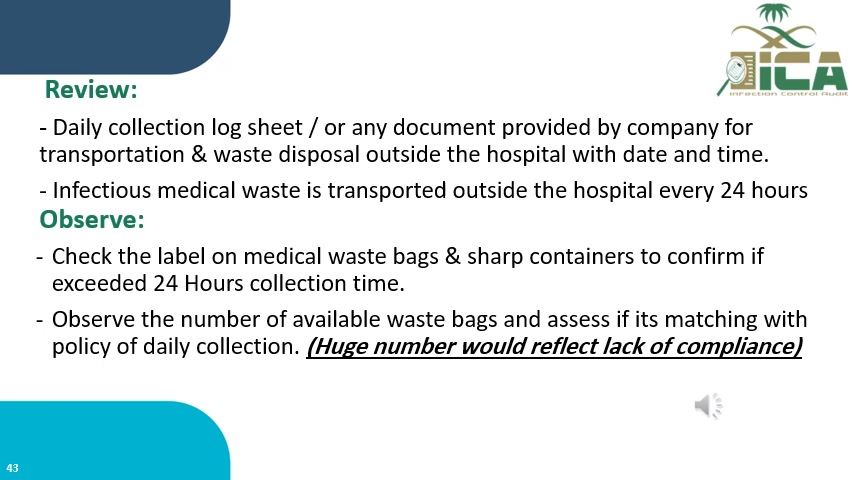 iCA
Infection Control Audit
Review:
- Daily collection log sheet / or any document provided by company for
transportation & waste disposal outside the hospital with date and time.
- Infectious medical waste is transported outside the hospital every 24 hours
Observe:
- Check the label on medical waste bags & sharp containers to confirm if
exceeded 24 Hours collection time.
- Observe the number of available waste bags and assess if its matching with
policy of daily collection. (Huge number would reflect lack of compliance)
43